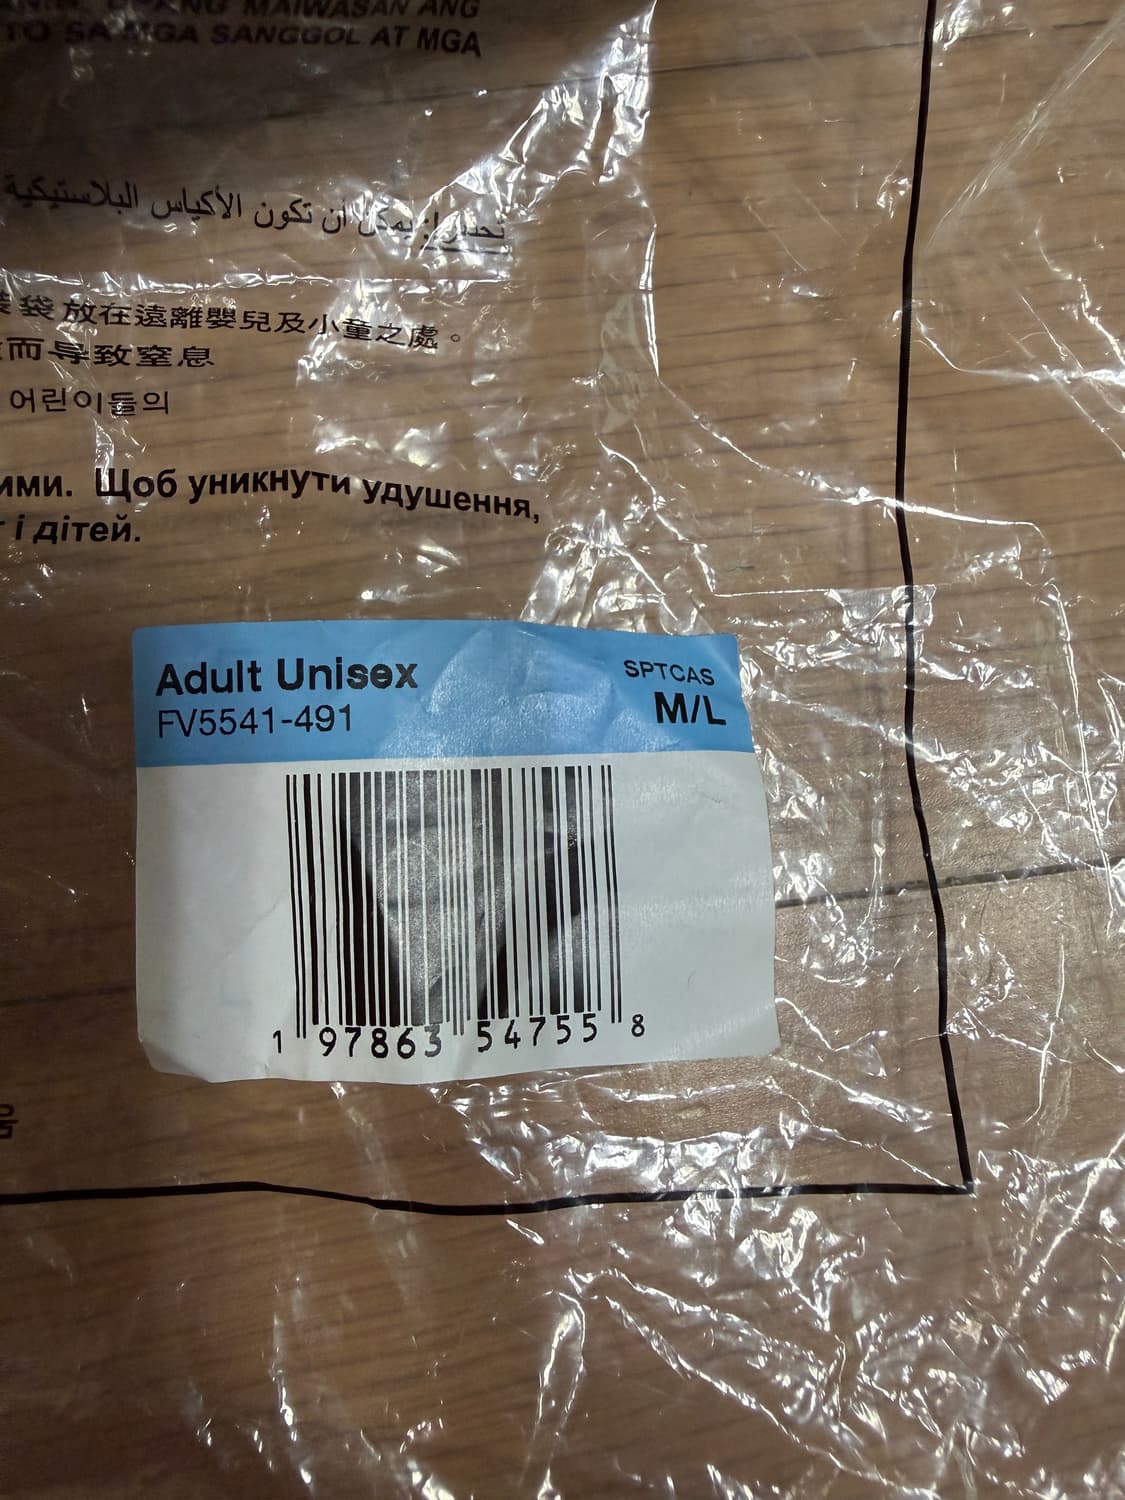 MAIWASAN ANG
TO SA MGA SANGGOL AT MGA
تحذير!: يمكن أن تكون الأكياس البلاستيكية
袋放在遠離嬰兒及小童之處。
而导致窒息
어린이들의
ими. Щоб уникнути удушення,
і дітей.
Adult Unisex
SPTCAS
FV5541-491
M/L
1 97863 54755 8